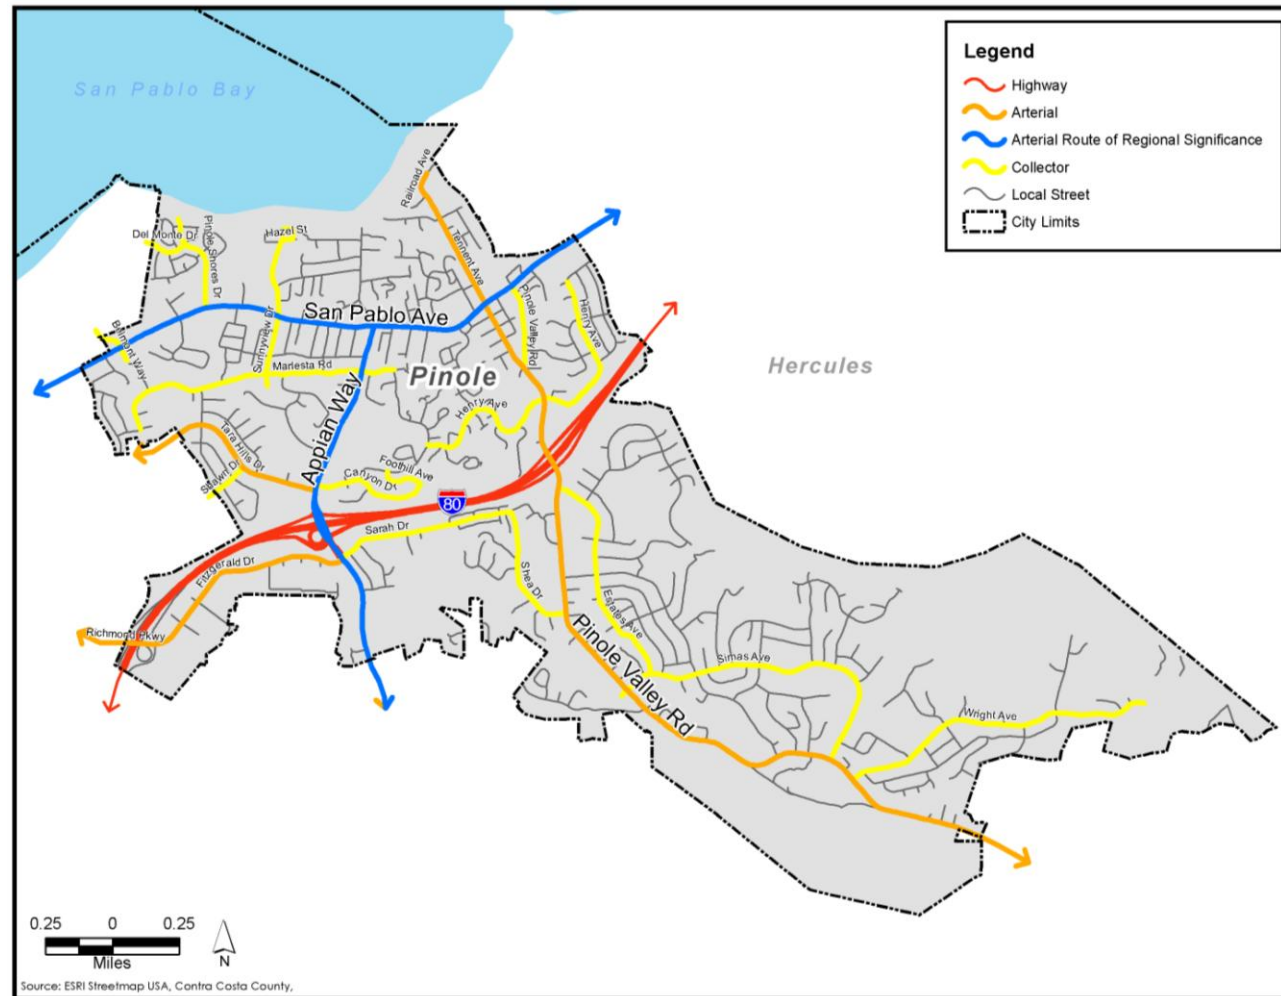 San Pablo Bay
Legend
Highway
Arterial
Arterial Route of Regional Significance
Collector
Local Street
City Limits
Railroad Ave
Del Monte Dr
Pinole Shores Dr
Hazel St
Tennent Ave
San Pablo Ave
Pinole Valley Rd
Henry Ave
Belmont Way
Sunnyview Dr
Marlesta Rd
Pinole
Hercules
Appian Way
Henry Ave
Tara Hills Dr
Shawn Dr
Foothill Ave
Canyon Dr
80
Sarah Dr
Fitzgerald Dr
Shea Dr
Estates Ave
Richmond Pkwy
Pinole Valley Rd
Simas Ave
Wright Ave
0.25 0 0.25
Miles
N
Source: ESRI Streetmap USA, Contra Costa County,